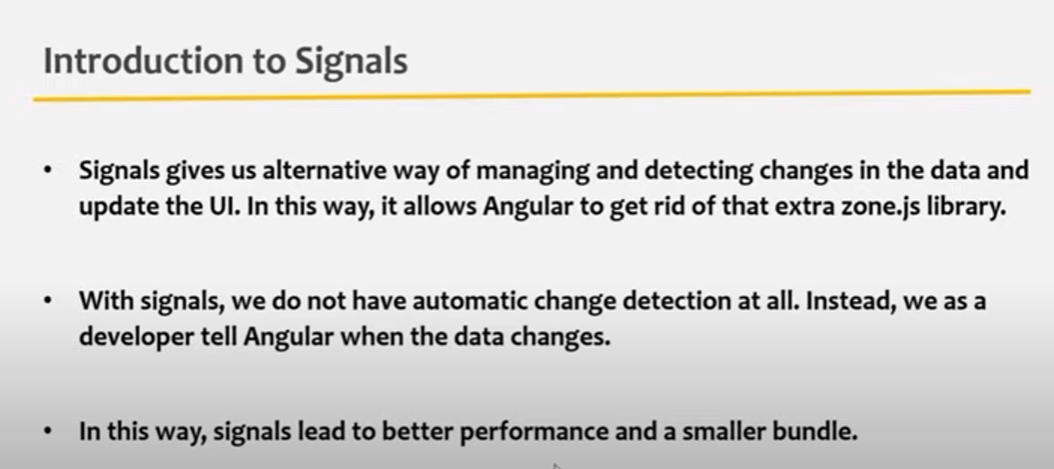 Introduction to Signals
• Signals gives us alternative way of managing and detecting changes in the data and
update the UI. In this way, it allows Angular to get rid of that extra zone.js library.
• With signals, we do not have automatic change detection at all. Instead, we as a
developer tell Angular when the data changes.
• In this way, signals lead to better performance and a smaller bundle.